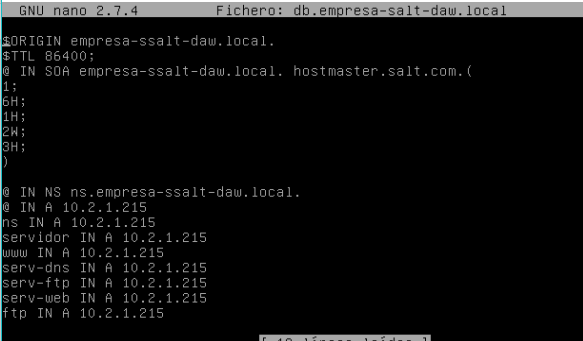 GNU nano 2.7.4 Fichero: db.empresa-salt-daw.local
$ORIGIN empresa-ssalt-daw.local.
$TTL 86400;
@ IN SOA empresa-ssalt-daw.local. hostmaster.salt.com.(
1;
6H;
1H;
2W;
3H;
)
@ IN NS ns.empresa-ssalt-daw.local.
@ IN A 10.2.1.215
ns IN A 10.2.1.215
servidor IN A 10.2.1.215
www IN A 10.2.1.215
serv-dns IN A 10.2.1.215
serv-ftp IN A 10.2.1.215
serv-web IN A 10.2.1.215
ftp IN A 10.2.1.215